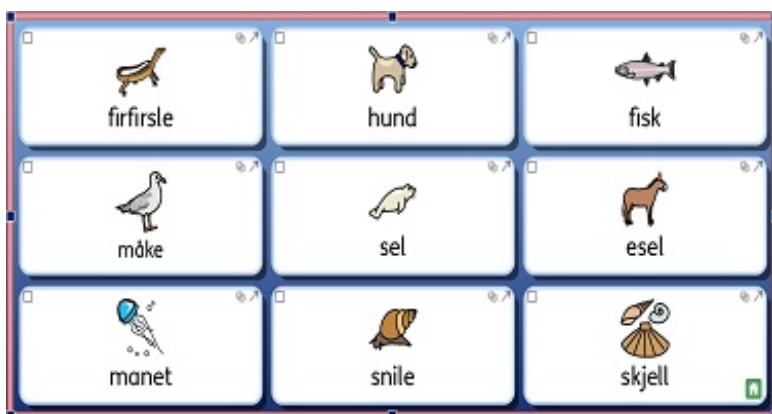 firfirsle
hund
fisk
måke
sel
esel
manet
snile
skjell